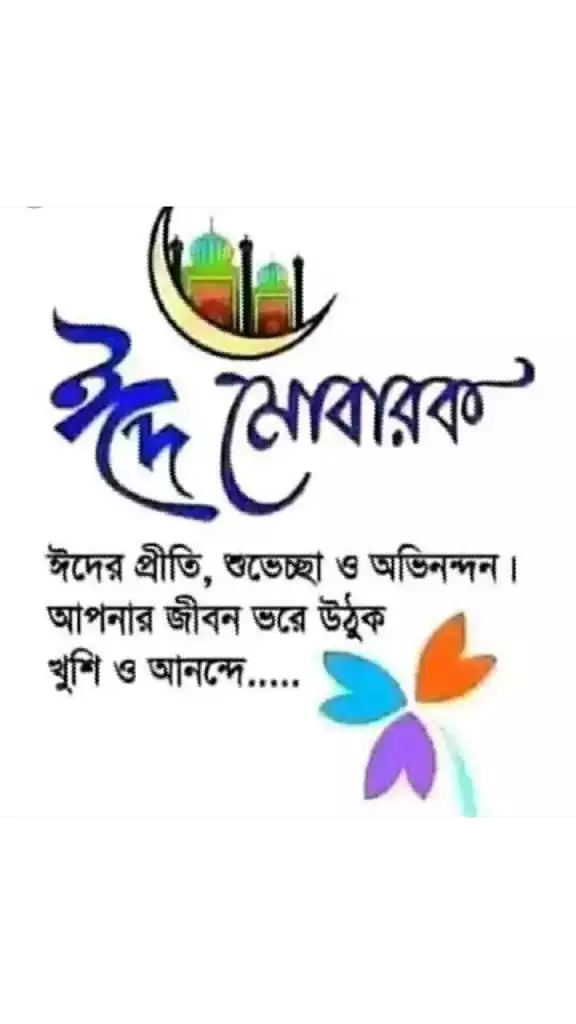 ঈদ মোবারক
ঈদের প্রীতি, শুভেচ্ছা ও অভিনন্দন।
আপনার জীবন ভরে উঠুক
খুশি ও আনন্দে.....